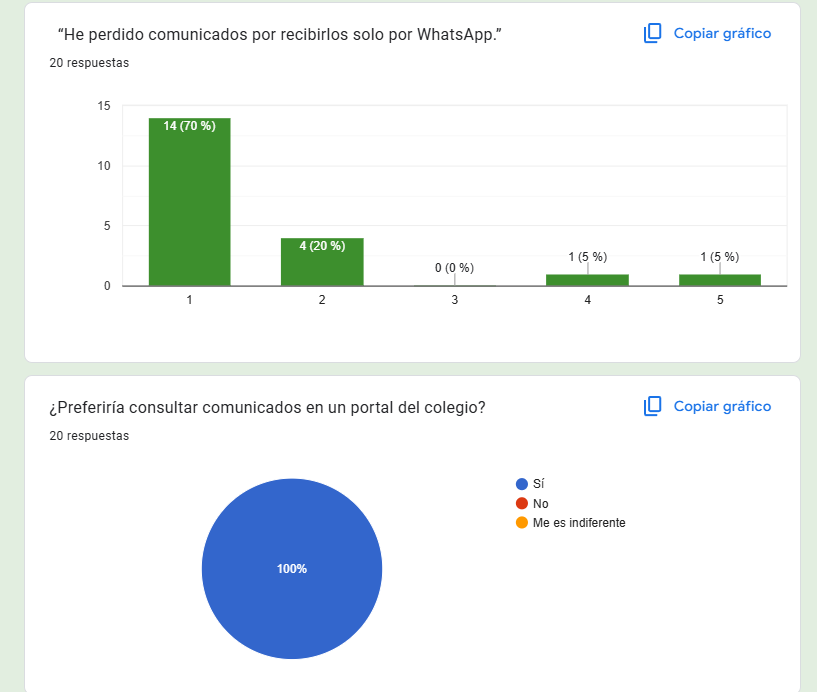 “He perdido comunicados por recibirlos solo por WhatsApp.”
Copiar gráfico
20 respuestas
15
10
5
0
14 (70 %)
4 (20 %)
0 (0 %)
1 (5 %)
1 (5 %)
1
2
3
4
5
¿Preferiría consultar comunicados en un portal del colegio?
Copiar gráfico
20 respuestas
100%
Sí
No
Me es indiferente